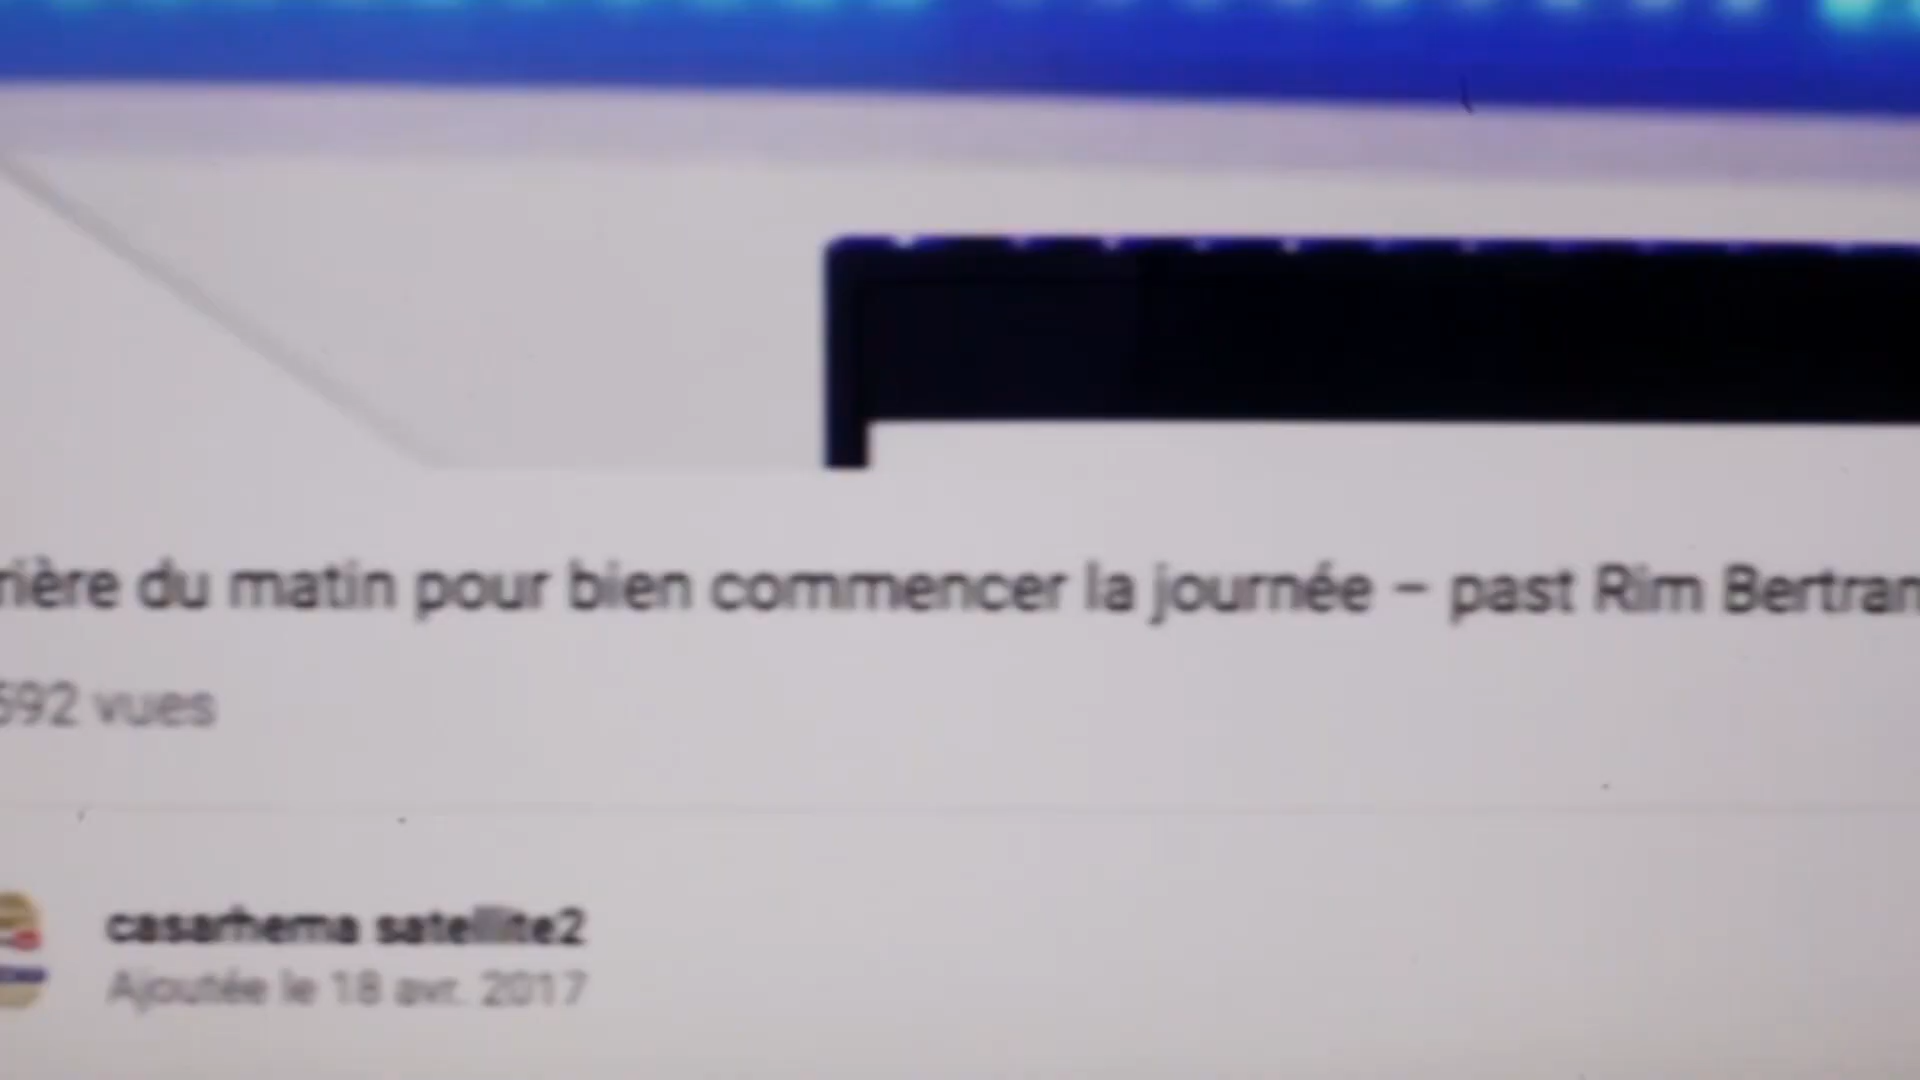 rière du matin pour bien commencer la journée – past Rim Bertran
592 vues
casarhema satellite2
Ajoutée le 18 avr. 2017